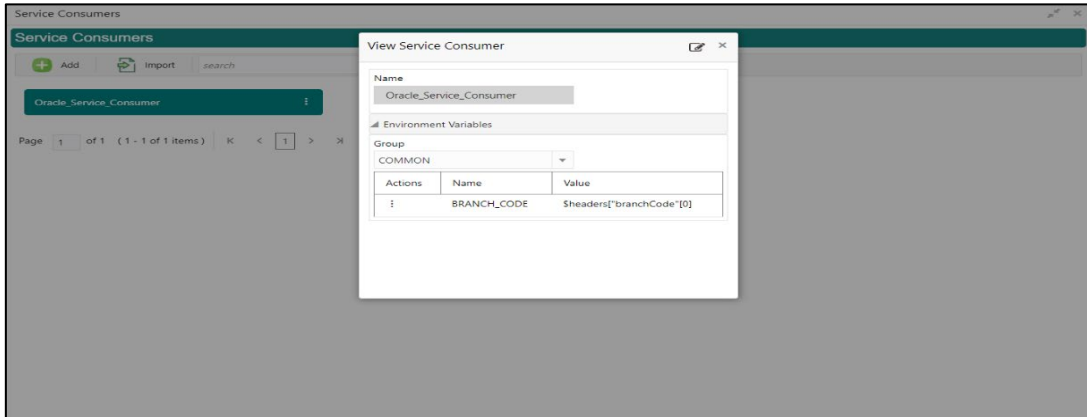 Service Consumers
Service Consumers
Add Import search
Oracle_Service_Consumer
Page 1 of 1 (1 - 1 of 1 items) K < 1 > >|
View Service Consumer
Name
Oracle_Service_Consumer
Environment Variables
Group
COMMON
Actions Name Value
BRANCH_CODE $headers["branchCode"[0]